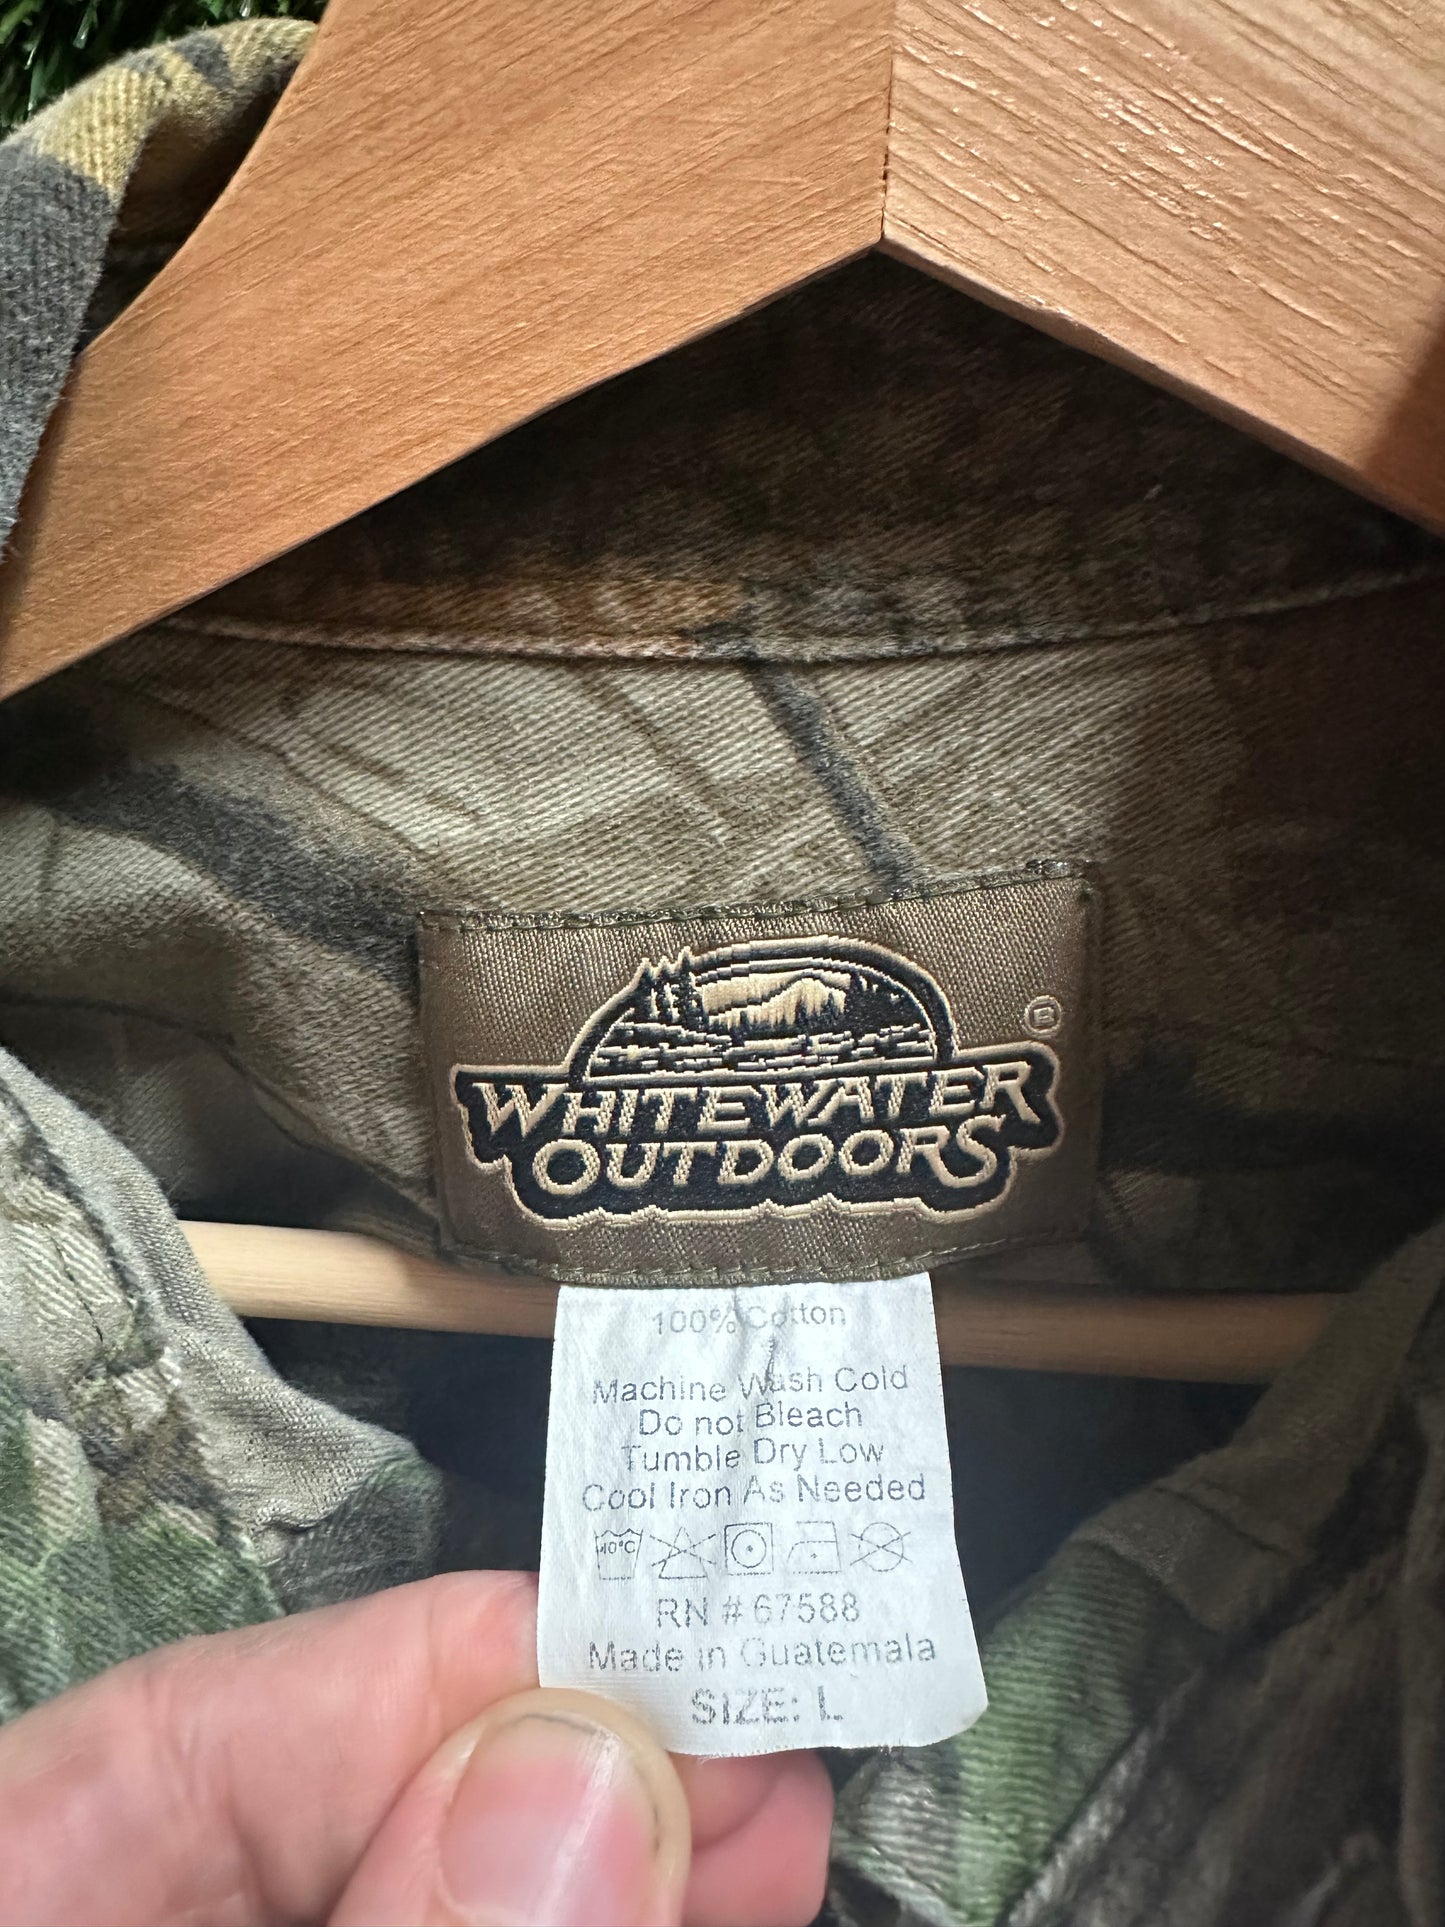 WHITEWATER
OUTDOORS
®
100% Cotton
Machine Wash Cold
Do not Bleach
Tumble Dry Low
Cool Iron As Needed
40°C
RN # 67588
Made in Guatemala
SIZE: L